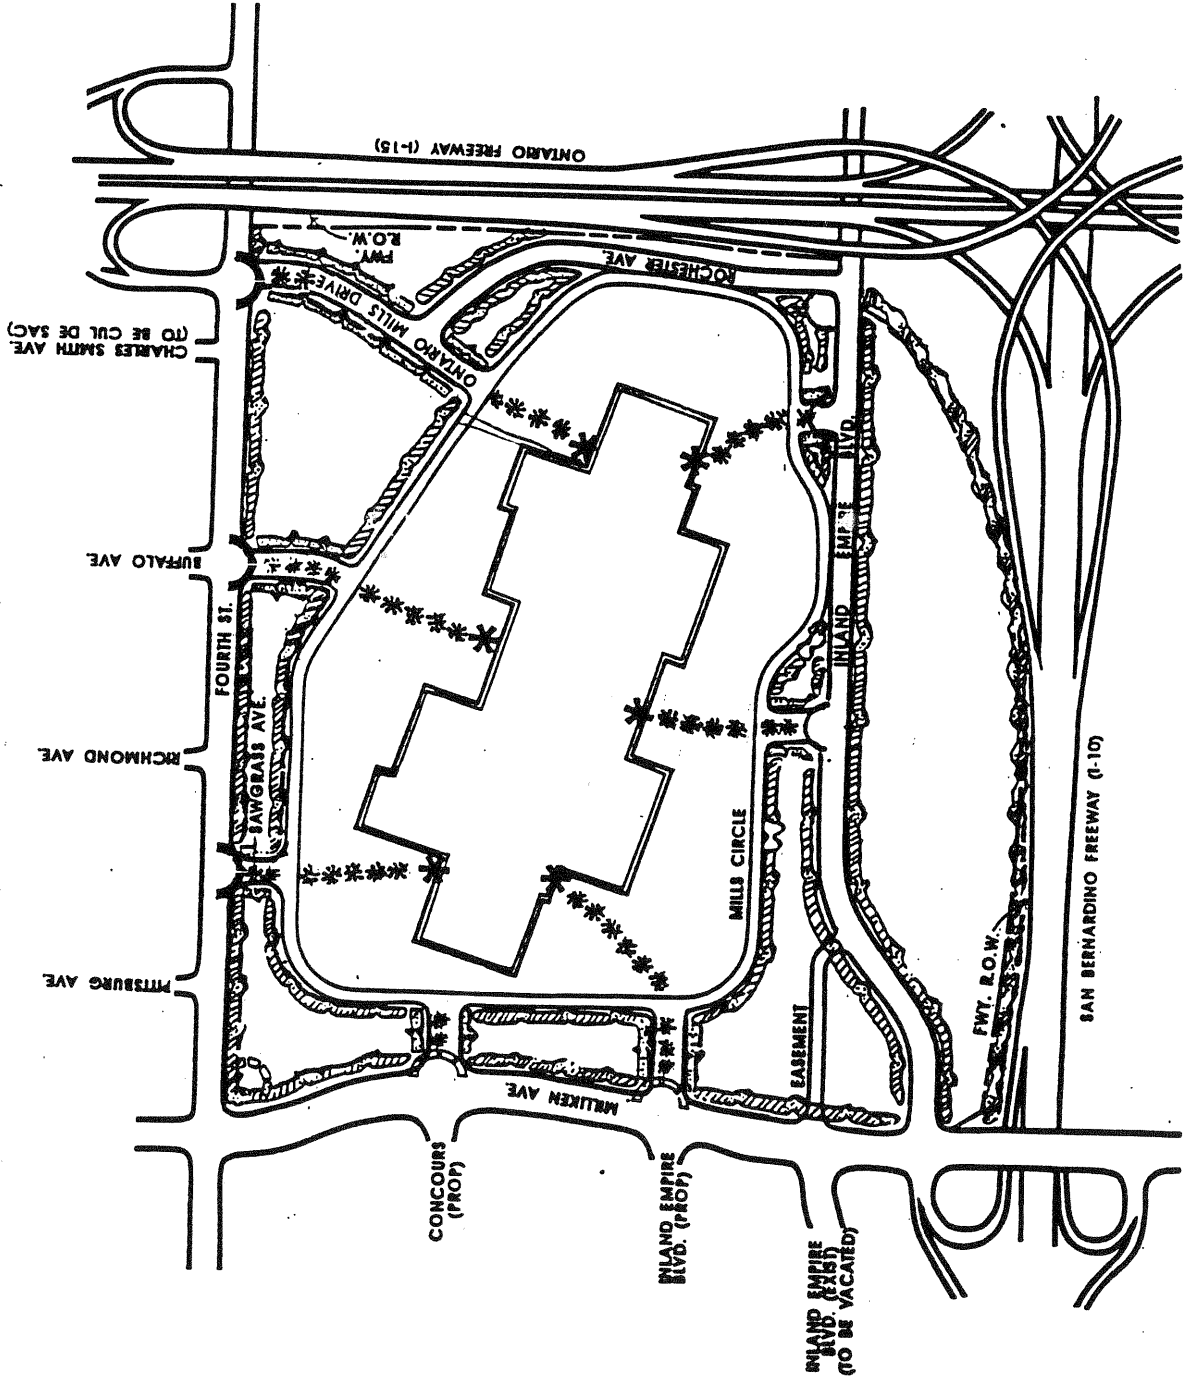 ONTARIO FREEWAY (I-15)
FWY.
R.O.W.
ROCHESTER AVE.
ONTARIO MILLS DRIVE
CHARLES SMITH AVE.
(TO BE CUL DE SAC)
BUFFALO AVE.
FOURTH ST.
SAWGRASS AVE.
RICHMOND AVE.
PITTSBURG AVE.
INLAND EMPIRE BLVD.
MILLS CIRCLE
EASEMENT
FWY. R.O.W.
SAN BERNARDINO FREEWAY (I-10)
MILLIKEN AVE.
CONCOURS
(PROP)
INLAND EMPIRE
BLVD. (PROP)
INLAND EMPIRE
BLVD. (EXIST)
(TO BE VACATED)